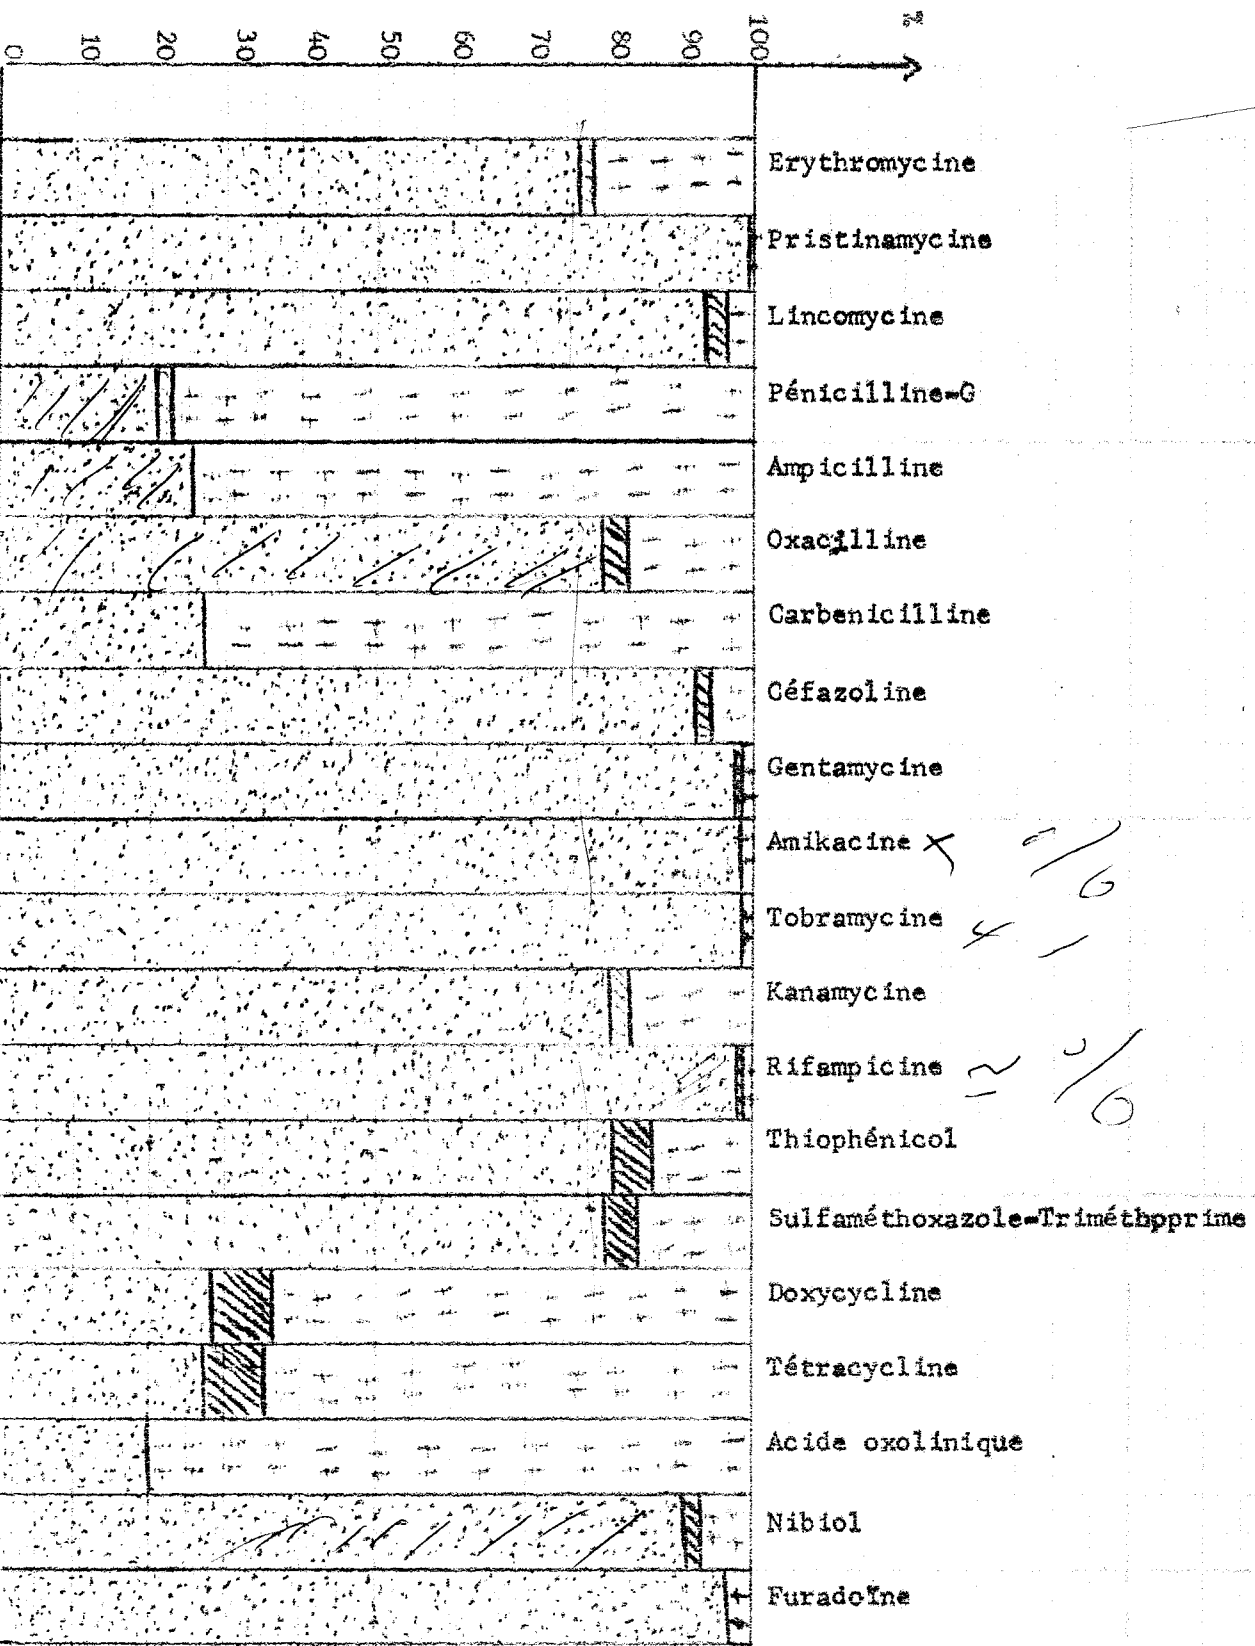 %
0 10 20 30 40 50 60 70 80 90 100
Erythromycine
Pristinamycine
Lincomycine
Pénicilline-G
Ampicilline
Oxacilline
Carbenicilline
Céfazoline
Gentamycine
Amikacine
Tobramycine
Kanamycine
Rifampicine
Thiophénicol
Sulfaméthoxazole-Triméthpprime
Doxycycline
Tétracycline
Acide oxolinique
Nibiol
Furadoïne